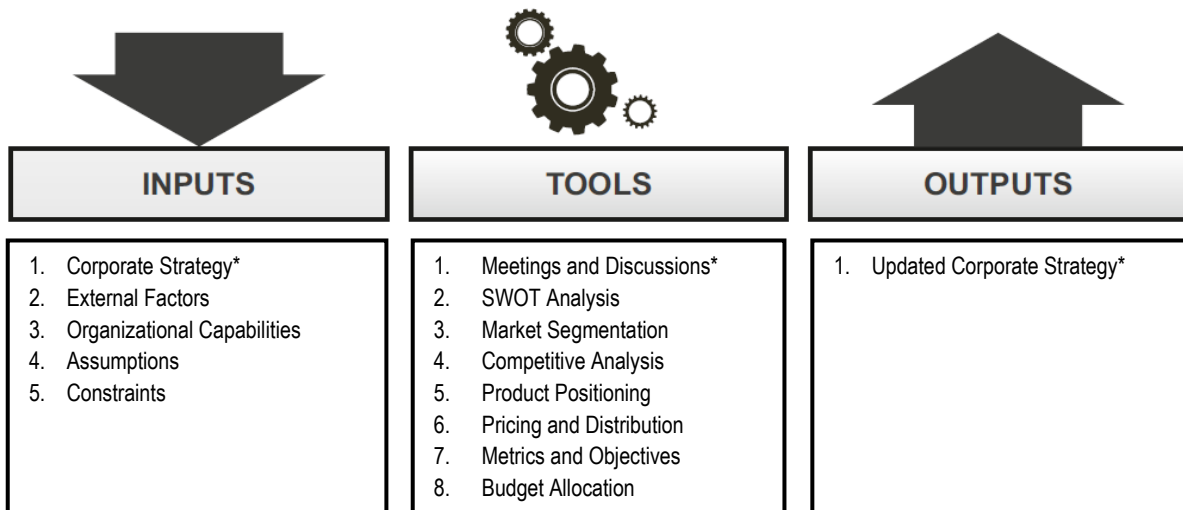 INPUTS
1. Corporate Strategy*
2. External Factors
3. Organizational Capabilities
4. Assumptions
5. Constraints
TOOLS
1. Meetings and Discussions*
2. SWOT Analysis
3. Market Segmentation
4. Competitive Analysis
5. Product Positioning
6. Pricing and Distribution
7. Metrics and Objectives
8. Budget Allocation
OUTPUTS
1. Updated Corporate Strategy*